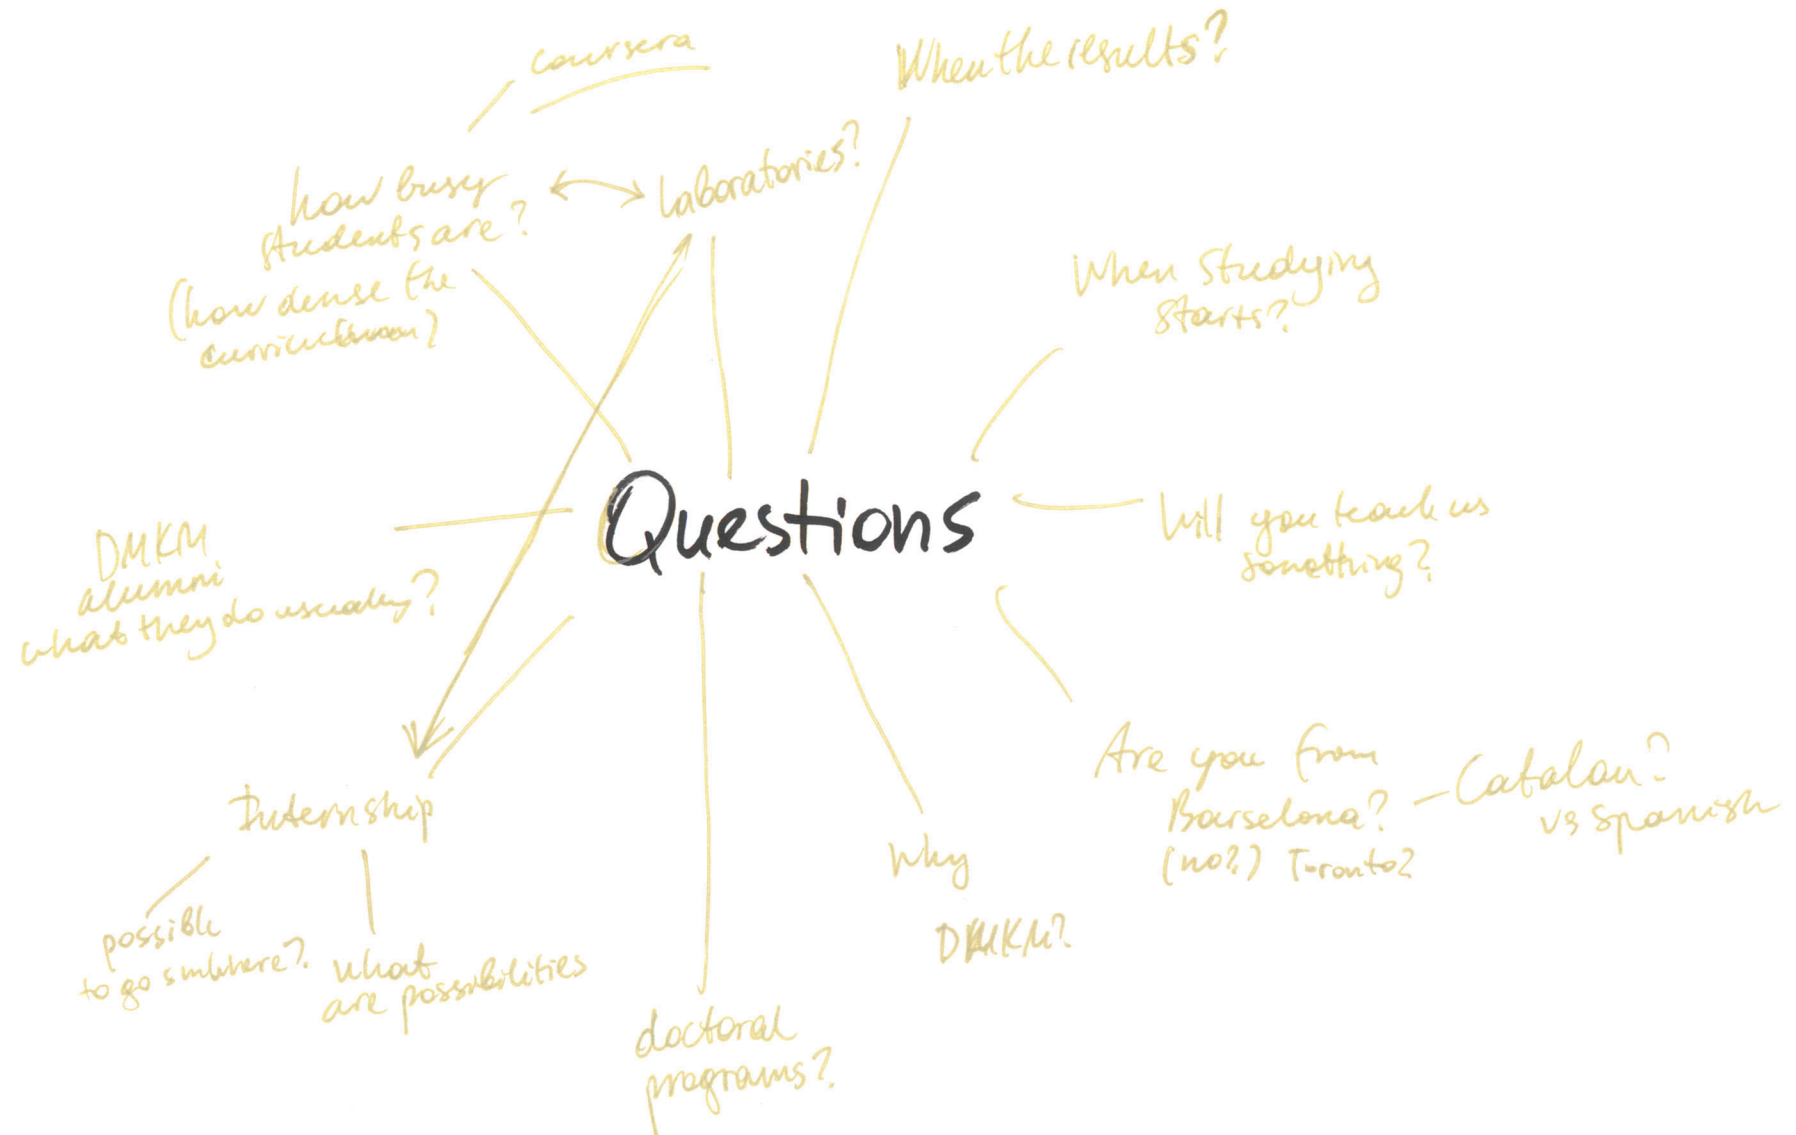 coursera
When the results?
how busy
students are?
(how dense the
curriculum?)
Laboratories?
When studying
starts?
Questions
Will you teach us
something?
DMKM
alumni
what they do usually?
Are you from
Barselona?
(no?) Toronto?
Catalan?
vs Spanish
Internship
possible
to go smwhere?
what
are possibilities
Why
DMKM?
doctoral
programs?